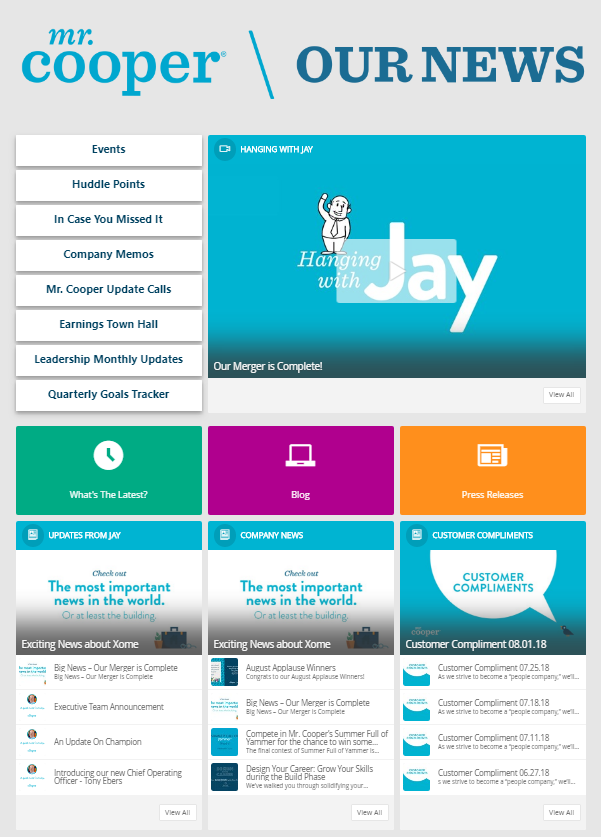 mr.
cooper® \ OUR NEWS
Events
Huddle Points
In Case You Missed It
Company Memos
Mr. Cooper Update Calls
Earnings Town Hall
Leadership Monthly Updates
Quarterly Goals Tracker
HANGING WITH JAY
Hanging
with Jay
Our Merger is Complete!
View All
What's The Latest?
Blog
Press Releases
UPDATES FROM JAY
Check out
The most important
news in the world.
Or at least the building.
Exciting News about Xome
Big News – Our Merger is Complete
Big News – Our Merger is Complete
Executive Team Announcement
An Update On Champion
Introducing our new Chief Operating
Officer - Tony Ebers
View All
COMPANY NEWS
Check out
The most important
news in the world.
Or at least the building.
Exciting News about Xome
August Applause Winners
Congrats to our August Applause Winners!
Big News – Our Merger is Complete
Big News – Our Merger is Complete
Compete in Mr. Cooper's Summer Full of
Yammer for the chance to win some...
The final contest of Summer Full of Yammer is...
Design Your Career: Grow Your Skills
during the Build Phase
We've walked you through solidifying your...
View All
CUSTOMER COMPLIMENTS
CUSTOMER
COMPLIMENTS
cooper
Customer Compliment 08.01.18
Customer Compliment 07.25.18
As we strive to become a "people company," we'll...
Customer Compliment 07.18.18
As we strive to become a "people company," we'll...
Customer Compliment 07.11.18
As we strive to become a "people company," we'll...
Customer Compliment 06.27.18
s we strive to become a "people company," we'll...
View All